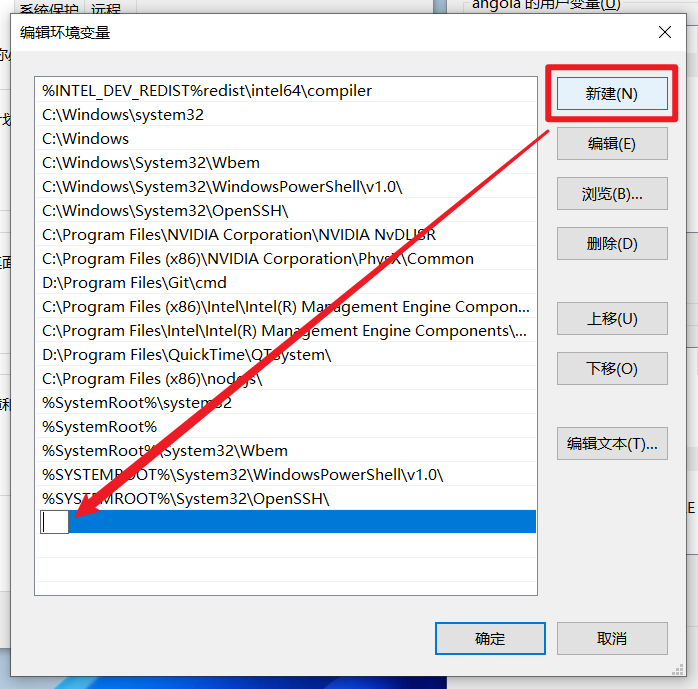 系统保护 远程
angola 的用户变量(U)
编辑环境变量
%INTEL_DEV_REDIST%redist\intel64\compiler
C:\Windows\system32
C:\Windows
C:\Windows\System32\Wbem
C:\Windows\System32\WindowsPowerShell\v1.0\
C:\Windows\System32\OpenSSH\
C:\Program Files\NVIDIA Corporation\NVIDIA NvDLISR
C:\Program Files (x86)\NVIDIA Corporation\PhysX\Common
D:\Program Files\Git\cmd
C:\Program Files (x86)\Intel\Intel(R) Management Engine Compon...
C:\Program Files\Intel\Intel(R) Management Engine Components\...
D:\Program Files\QuickTime\QTSystem\
C:\Program Files (x86)\nodejs\
%SystemRoot%\system32
%SystemRoot%
%SystemRoot%\System32\Wbem
%SYSTEMROOT%\System32\WindowsPowerShell\v1.0\
%SYSTEMROOT%\System32\OpenSSH\
新建(N)
编辑(E)
浏览(B)...
删除(D)
上移(U)
下移(O)
编辑文本(T)...
确定
取消